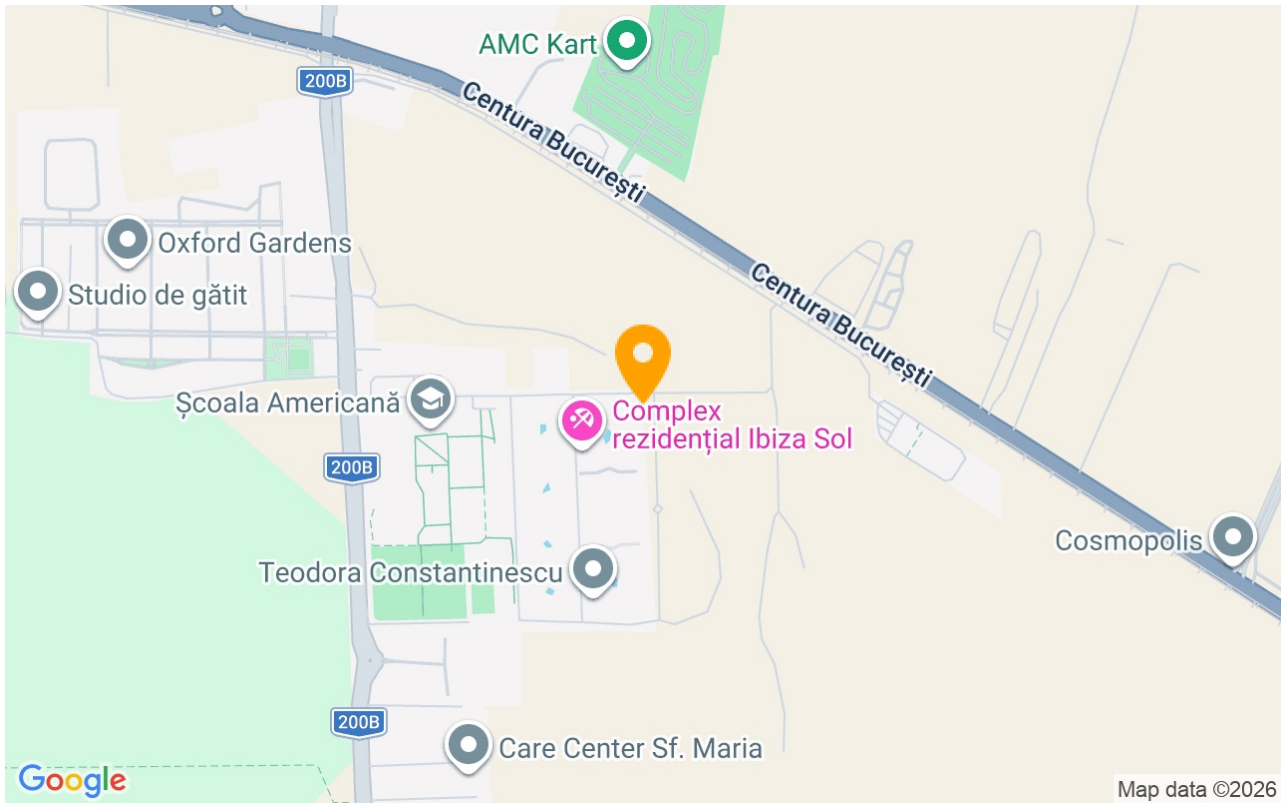 AMC Kart
200B
Centura București
Oxford Gardens
Studio de gătit
Centura București
Școala Americană
Complex
rezidențial Ibiza Sol
200B
Cosmopolis
Teodora Constantinescu
200B
Care Center Sf. Maria
Google
Map data ©2026